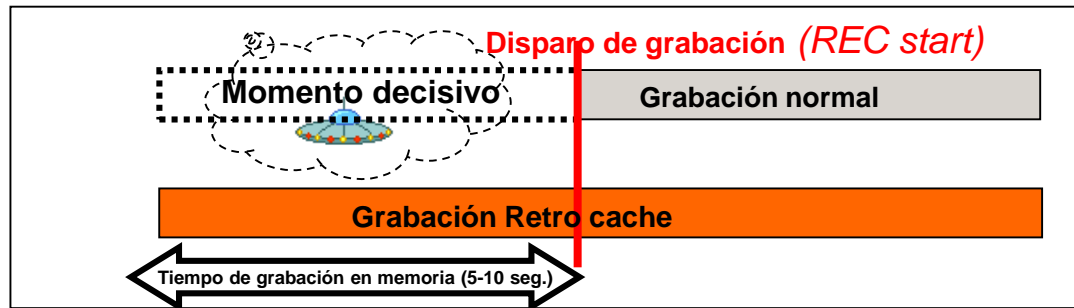 Disparo de grabación (REC start)
Momento decisivo
Grabación normal
Grabación Retro cache
Tiempo de grabación en memoria (5-10 seg.)